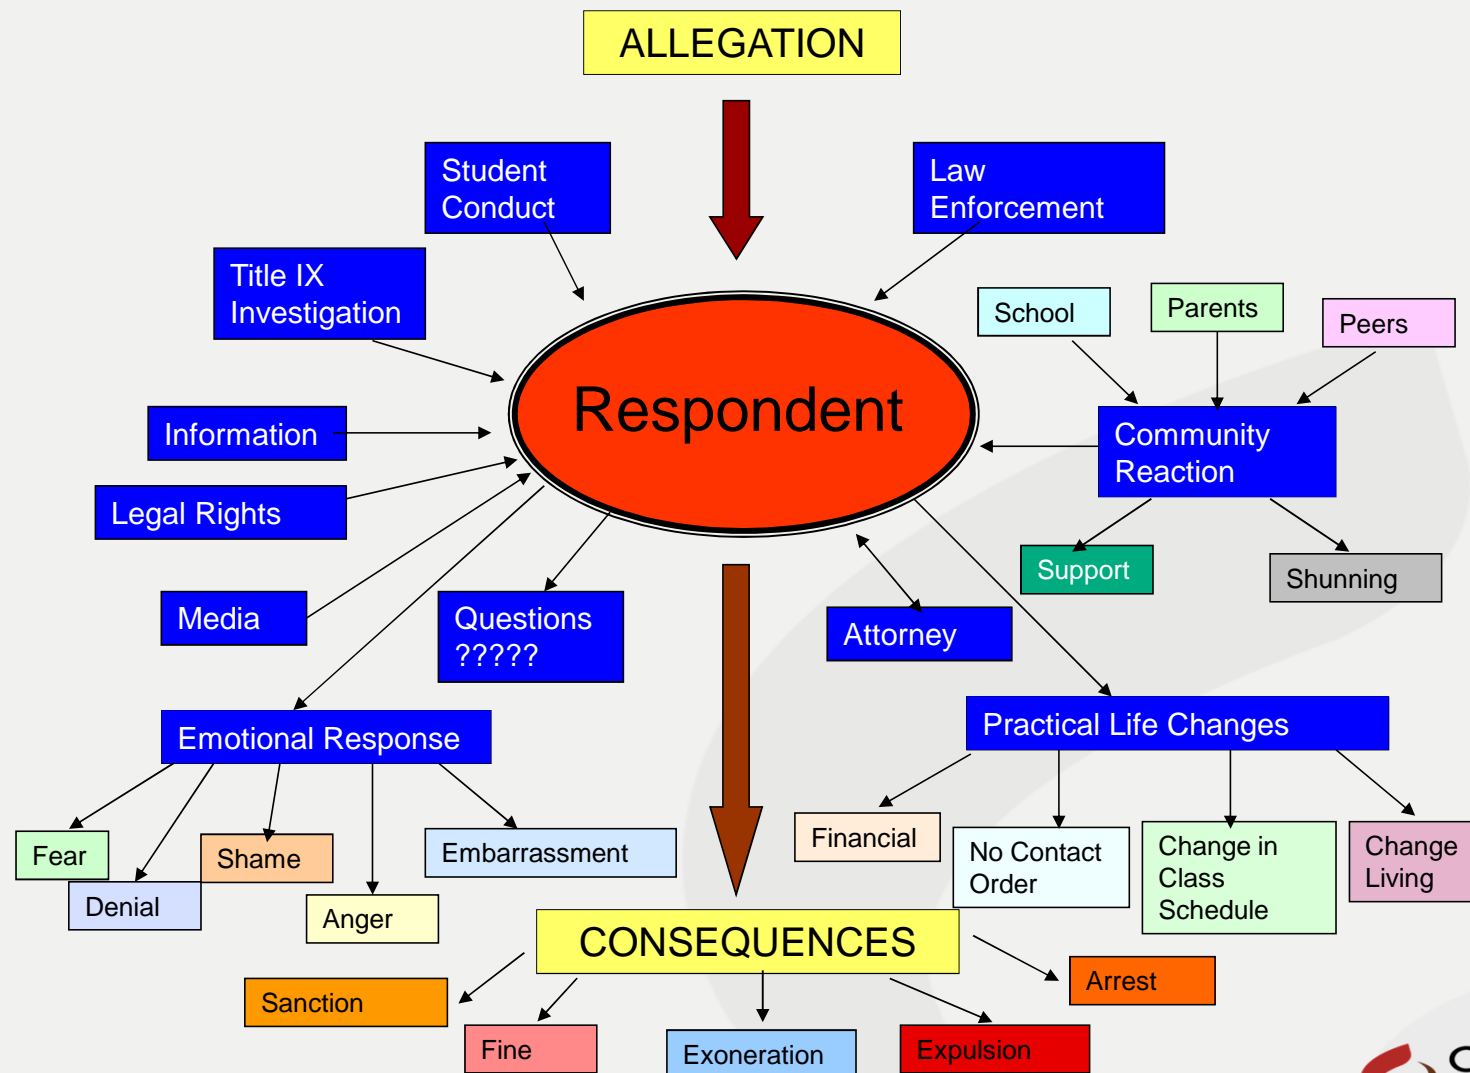 ALLEGATION
Student
Conduct
Law
Enforcement
Title IX
Investigation
School
Parents
Peers
Respondent
Information
Community
Reaction
Legal Rights
Support
Shunning
Media
Questions
?????
Attorney
Emotional Response
Practical Life Changes
Fear
Shame
Embarrassment
Denial
Anger
Financial
No Contact
Order
Change in
Class
Schedule
Change
Living
CONSEQUENCES
Sanction
Arrest
Fine
Exoneration
Expulsion